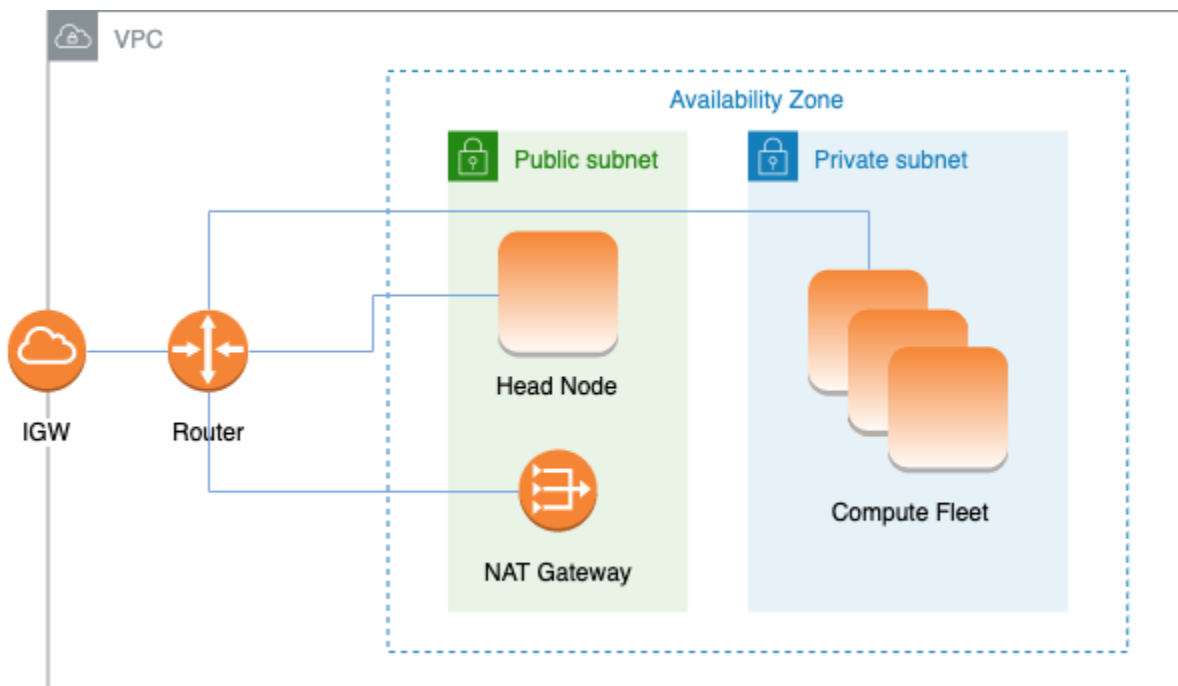 VPC
Availability Zone
Public subnet
Private subnet
Head Node
IGW
Router
Compute Fleet
NAT Gateway